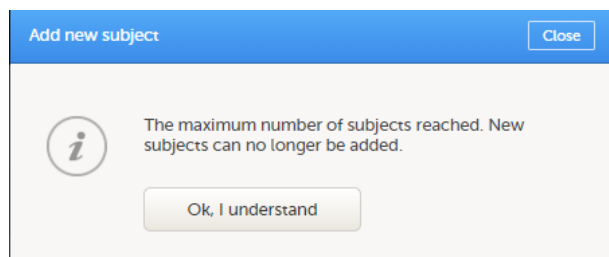 Add new subject
Close
The maximum number of subjects reached. New
subjects can no longer be added.
Ok, I understand